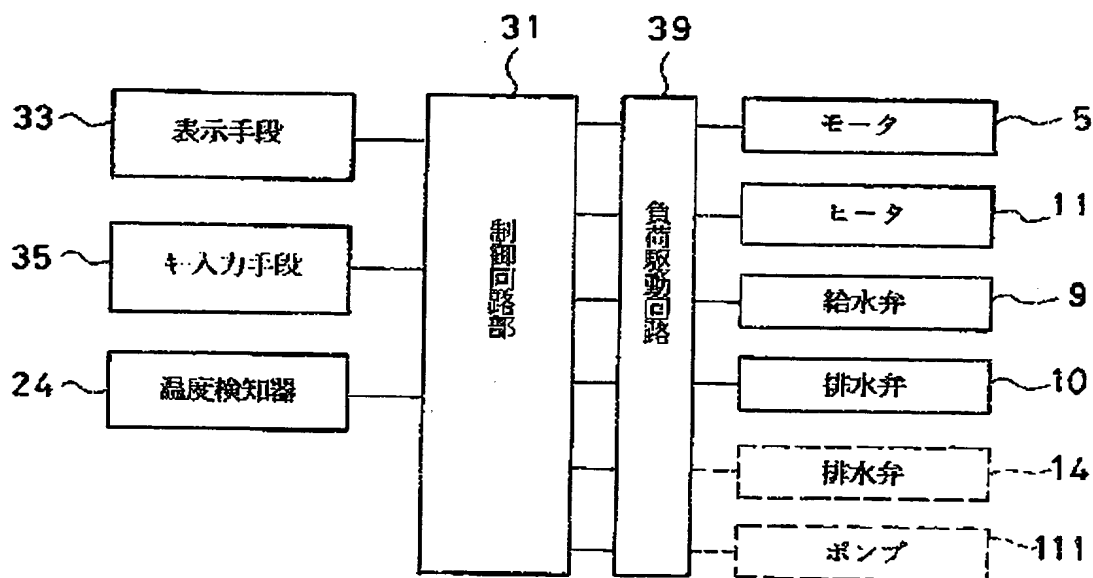 31
39
33
表示手段
35
キー入力手段
24
温度検知器
制御回路部
負荷駆動回路
モータ
5
ヒータ
11
給水弁
9
排水弁
10
排水弁
14
ポンプ
111